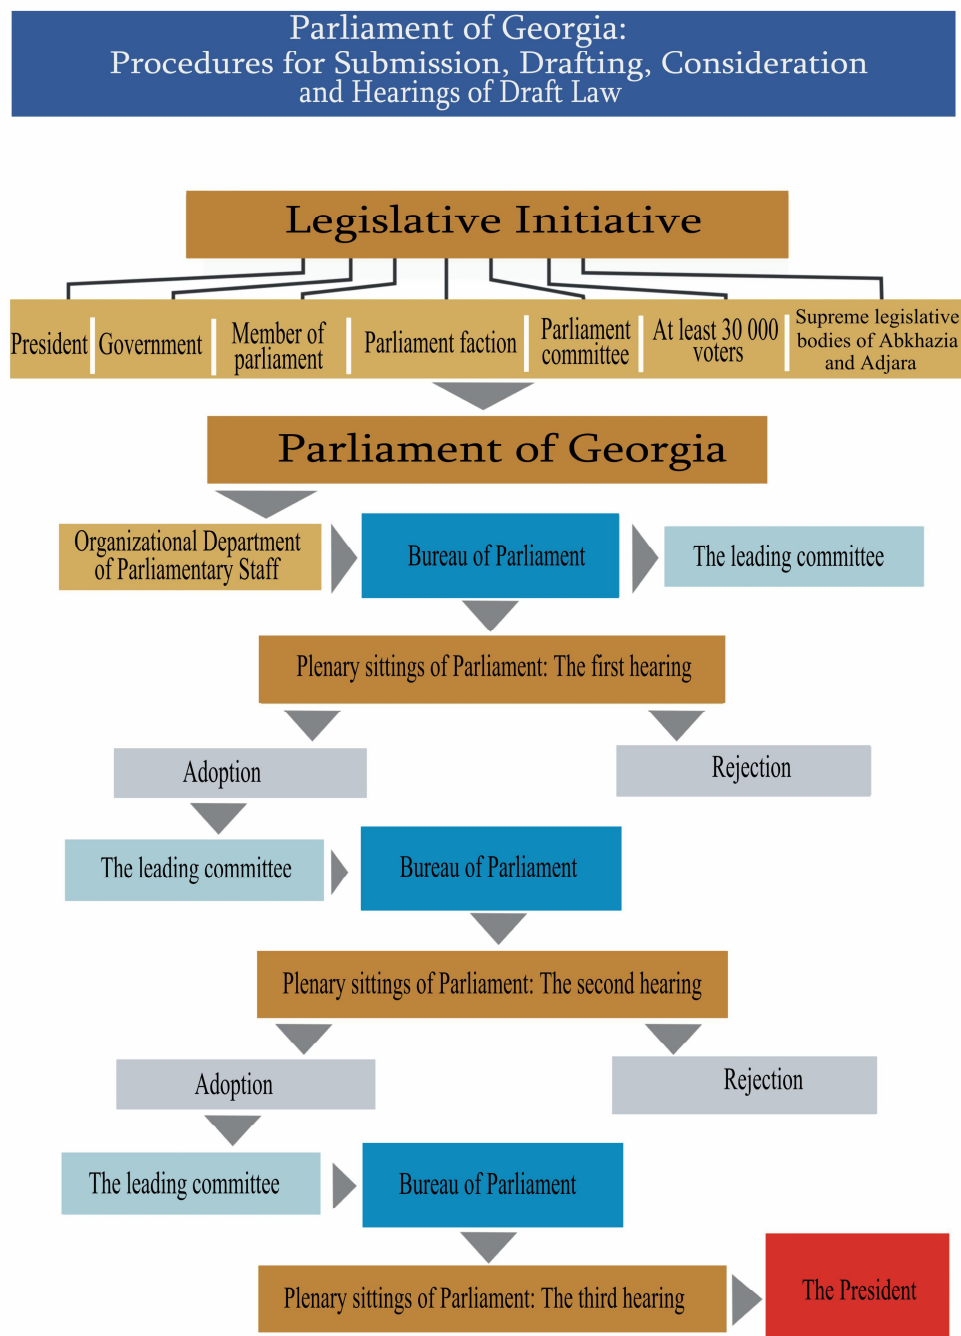 Parliament of Georgia:
Procedures for Submission, Drafting, Consideration
and Hearings of Draft Law
Legislative Initiative
President
Government
Member of
parliament
Parliament faction
Parliament
committee
At least 30 000
voters
Supreme legislative
bodies of Abkhazia
and Adjara
Parliament of Georgia
Organizational Department
of Parliamentary Staff
Bureau of Parliament
The leading committee
Plenary sittings of Parliament: The first hearing
Adoption
Rejection
The leading committee
Bureau of Parliament
Plenary sittings of Parliament: The second hearing
Adoption
Rejection
The leading committee
Bureau of Parliament
Plenary sittings of Parliament: The third hearing
The President